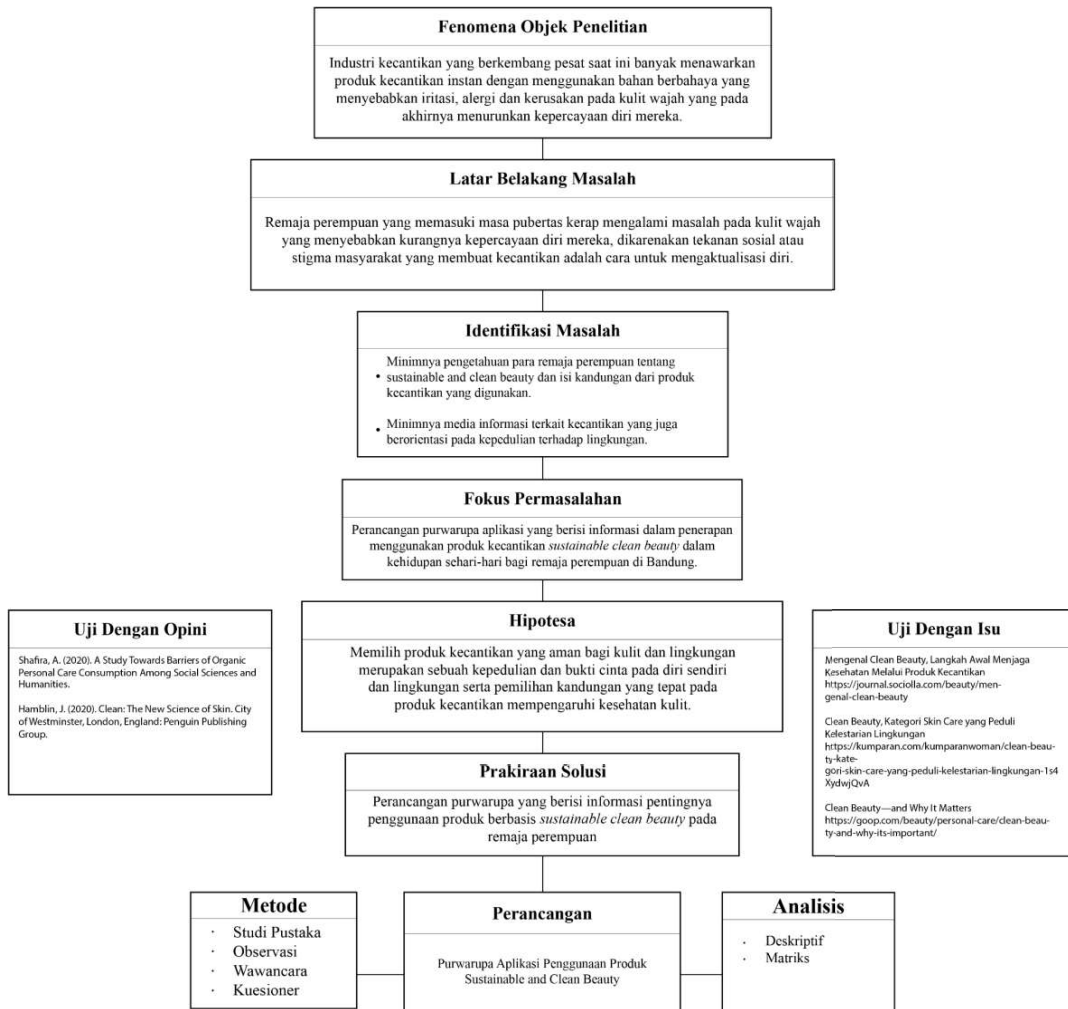 Fenomena Objek Penelitian
Industri kecantikan yang berkembang pesat saat ini banyak menawarkan
produk kecantikan instan dengan menggunakan bahan berbahaya yang
menyebabkan iritasi, alergi dan kerusakan pada kulit wajah yang pada
akhirnya menurunkan kepercayaan diri mereka.
Latar Belakang Masalah
Remaja perempuan yang memasuki masa pubertas kerap mengalami masalah pada kulit wajah
yang menyebabkan kurangnya kepercayaan diri mereka, dikarenakan tekanan sosial atau
stigma masyarakat yang membuat kecantikan adalah cara untuk mengaktualisasi diri.
Identifikasi Masalah
Minimnya pengetahuan para remaja perempuan tentang
• sustainable and clean beauty dan isi kandungan dari produk
kecantikan yang digunakan.
• Minimnya media informasi terkait kecantikan yang juga
berorientasi pada kepedulian terhadap lingkungan.
Fokus Permasalahan
Perancangan purwarupa aplikasi yang berisi informasi dalam penerapan
menggunakan produk kecantikan sustainable clean beauty dalam
kehidupan sehari-hari bagi remaja perempuan di Bandung.
Uji Dengan Opini
Shafira, A. (2020). A Study Towards Barriers of Organic
Personal Care Consumption Among Social Sciences and
Humanities.
Hamblin, J. (2020). Clean: The New Science of Skin. City
of Westminster, London, England: Penguin Publishing
Group.
Hipotesa
Memilih produk kecantikan yang aman bagi kulit dan lingkungan
merupakan sebuah kepedulian dan bukti cinta pada diri sendiri
dan lingkungan serta pemilihan kandungan yang tepat pada
produk kecantikan mempengaruhi kesehatan kulit.
Uji Dengan Isu
Mengenal Clean Beauty, Langkah Awal Menjaga
Kesehatan Melalui Produk Kecantikan
https://journal.sociolla.com/beauty/men-
genal-clean-beauty
Clean Beauty, Kategori Skin Care yang Peduli
Kelestarian Lingkungan
https://kumparan.com/kumparanwoman/clean-beau-
ty-kate-
gori-skin-care-yang-peduli-kelestarian-lingkungan-1s4
XydwjQvA
Clean Beauty—and Why It Matters
https://goop.com/beauty/personal-care/clean-beau-
ty-and-why-its-important/
Prakiraan Solusi
Perancangan purwarupa yang berisi informasi pentingnya
penggunaan produk berbasis sustainable clean beauty pada
remaja perempuan
Metode
· Studi Pustaka
· Observasi
· Wawancara
· Kuesioner
Perancangan
Purwarupa Aplikasi Penggunaan Produk
Sustainable and Clean Beauty
Analisis
· Deskriptif
· Matriks